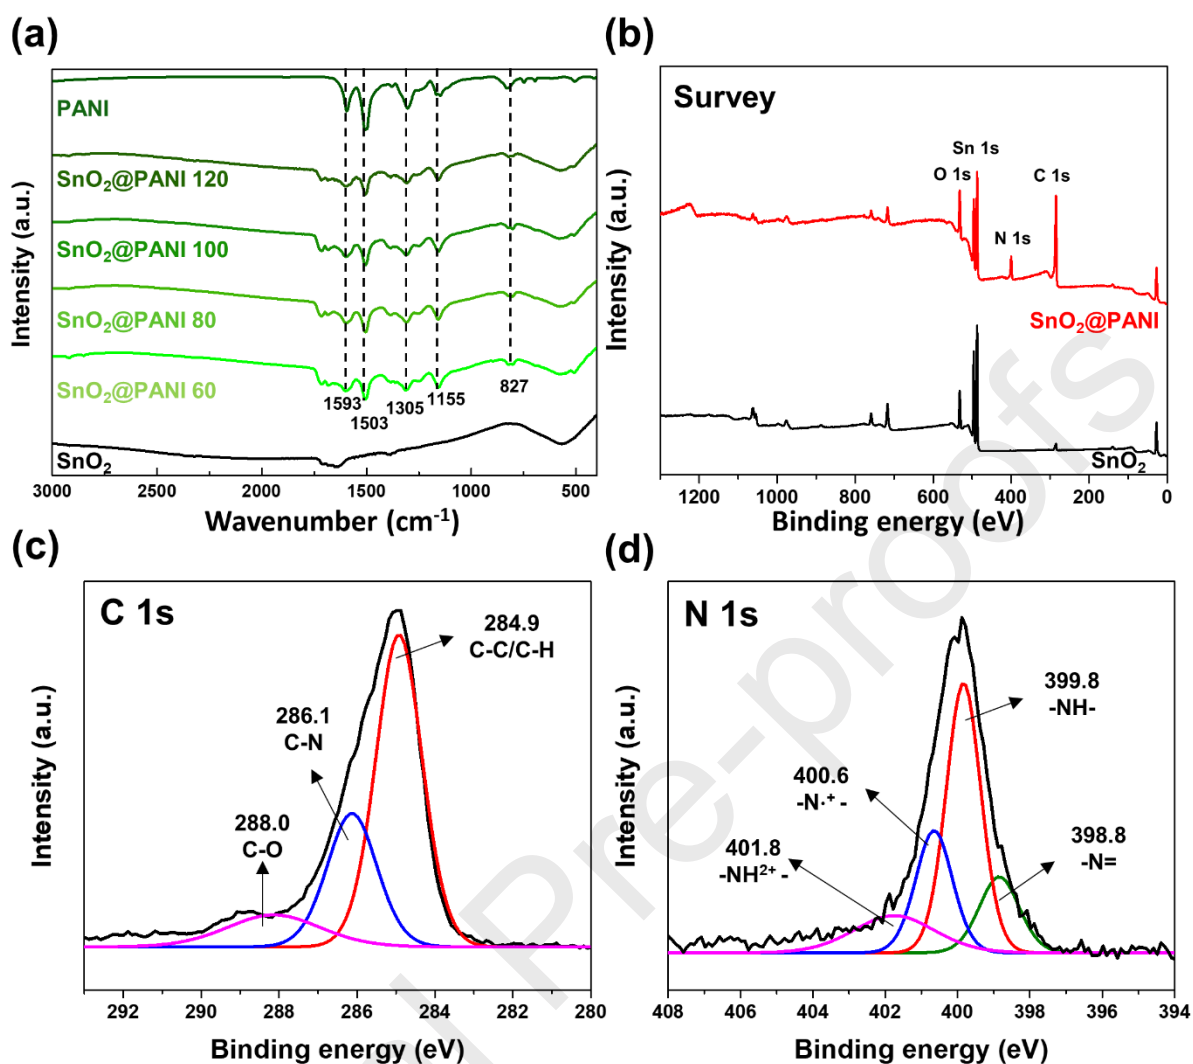 (a)
Intensity (a.u.)
PANI
SnO₂@PANI 120
SnO₂@PANI 100
SnO₂@PANI 80
SnO₂@PANI 60
SnO₂
1593
1503
1305
1155
827
3000 2500 2000 1500 1000 500
Wavenumber (cm⁻¹)
(b)
Intensity (a.u.)
Survey
Sn 1s
O 1s
C 1s
N 1s
SnO₂@PANI
SnO₂
1200 1000 800 600 400 200 0
Binding energy (eV)
(c)
Intensity (a.u.)
C 1s
284.9
C-C/C-H
286.1
C-N
288.0
C-O
292 290 288 286 284 282 280
Binding energy (eV)
(d)
Intensity (a.u.)
N 1s
399.8
-NH-
400.6
-N·⁺ -
401.8
-NH²⁺ -
398.8
-N=
408 406 404 402 400 398 396 394
Binding energy (eV)
l Pre-proofs